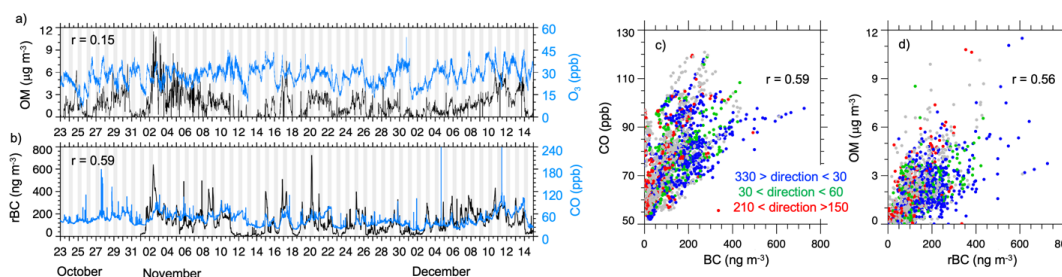 a)
r = 0.15
OM (µg m-3)
12
9
6
3
0
60
45
30
15
0
O3 (ppb)
23 25 27 29 31 02 04 06 08 10 12 14 16 18 20 22 24 26 28 30 02 04 06 08 10 12 14
b)
r = 0.59
rBC (ng m-3)
800
600
400
200
0
240
180
120
60
0
CO (ppb)
23 25 27 29 31 02 04 06 08 10 12 14 16 18 20 22 24 26 28 30 02 04 06 08 10 12 14
October November December
c)
r = 0.59
CO (ppb)
130
110
90
70
50
330 > direction < 30
30 < direction < 60
210 < direction >150
0 200 400 600 800
BC (ng m-3)
d)
r = 0.56
OM (µg m-3)
12
9
6
3
0
0 200 400 600 800
rBC (ng m-3)